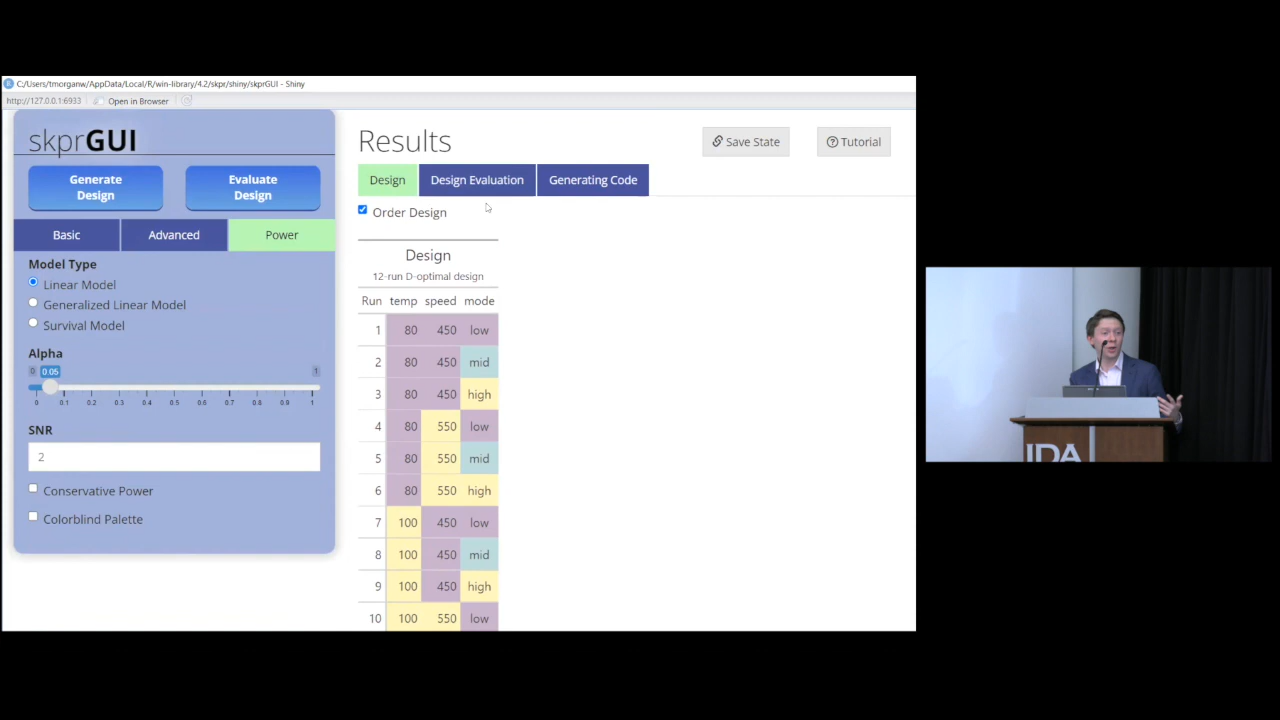 C:/Users/tmorganw/AppData/Local/R/win-library/4.2/skpr/shiny/skprGUI - Shiny
http://127.0.0.1:6933 Open in Browser
skprGUI
Generate Design
Evaluate Design
Basic Advanced Power
Model Type
Linear Model
Generalized Linear Model
Survival Model
Alpha
0 0.05 1
0 0.1 0.2 0.3 0.4 0.5 0.6 0.7 0.8 0.9 1
SNR
2
Conservative Power
Colorblind Palette
Results
Save State
Tutorial
Design Design Evaluation Generating Code
Order Design
Design
12-run D-optimal design
Run temp speed mode
1 80 450 low
2 80 450 mid
3 80 450 high
4 80 550 low
5 80 550 mid
6 80 550 high
7 100 450 low
8 100 450 mid
9 100 450 high
10 100 550 low
IDA